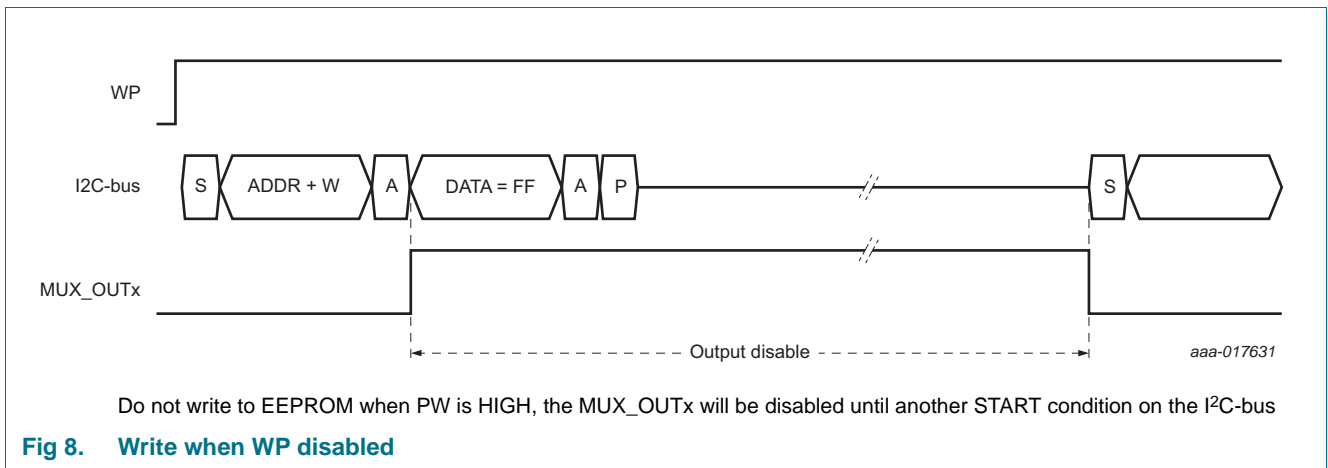 WP
I2C-bus
S
ADDR + W
A
DATA = FF
A
P
S
MUX_OUTx
Output disable
aaa-017631
Do not write to EEPROM when PW is HIGH, the MUX_OUTx will be disabled until another START condition on the I²C-bus
Fig 8. Write when WP disabled